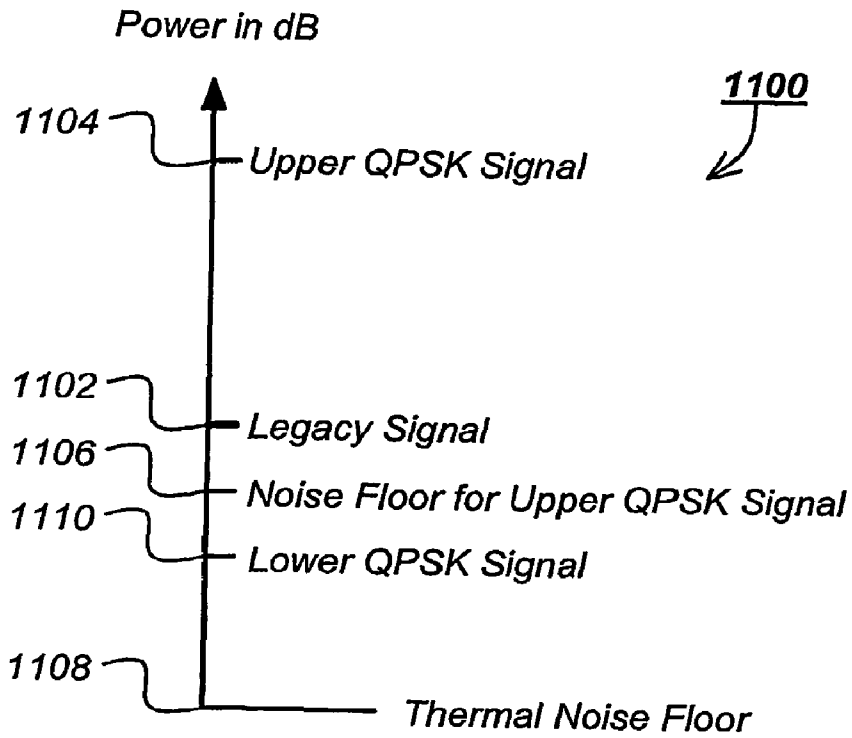 Power in dB
1100
1104
Upper QPSK Signal
1102
Legacy Signal
1106
Noise Floor for Upper QPSK Signal
1110
Lower QPSK Signal
1108
Thermal Noise Floor